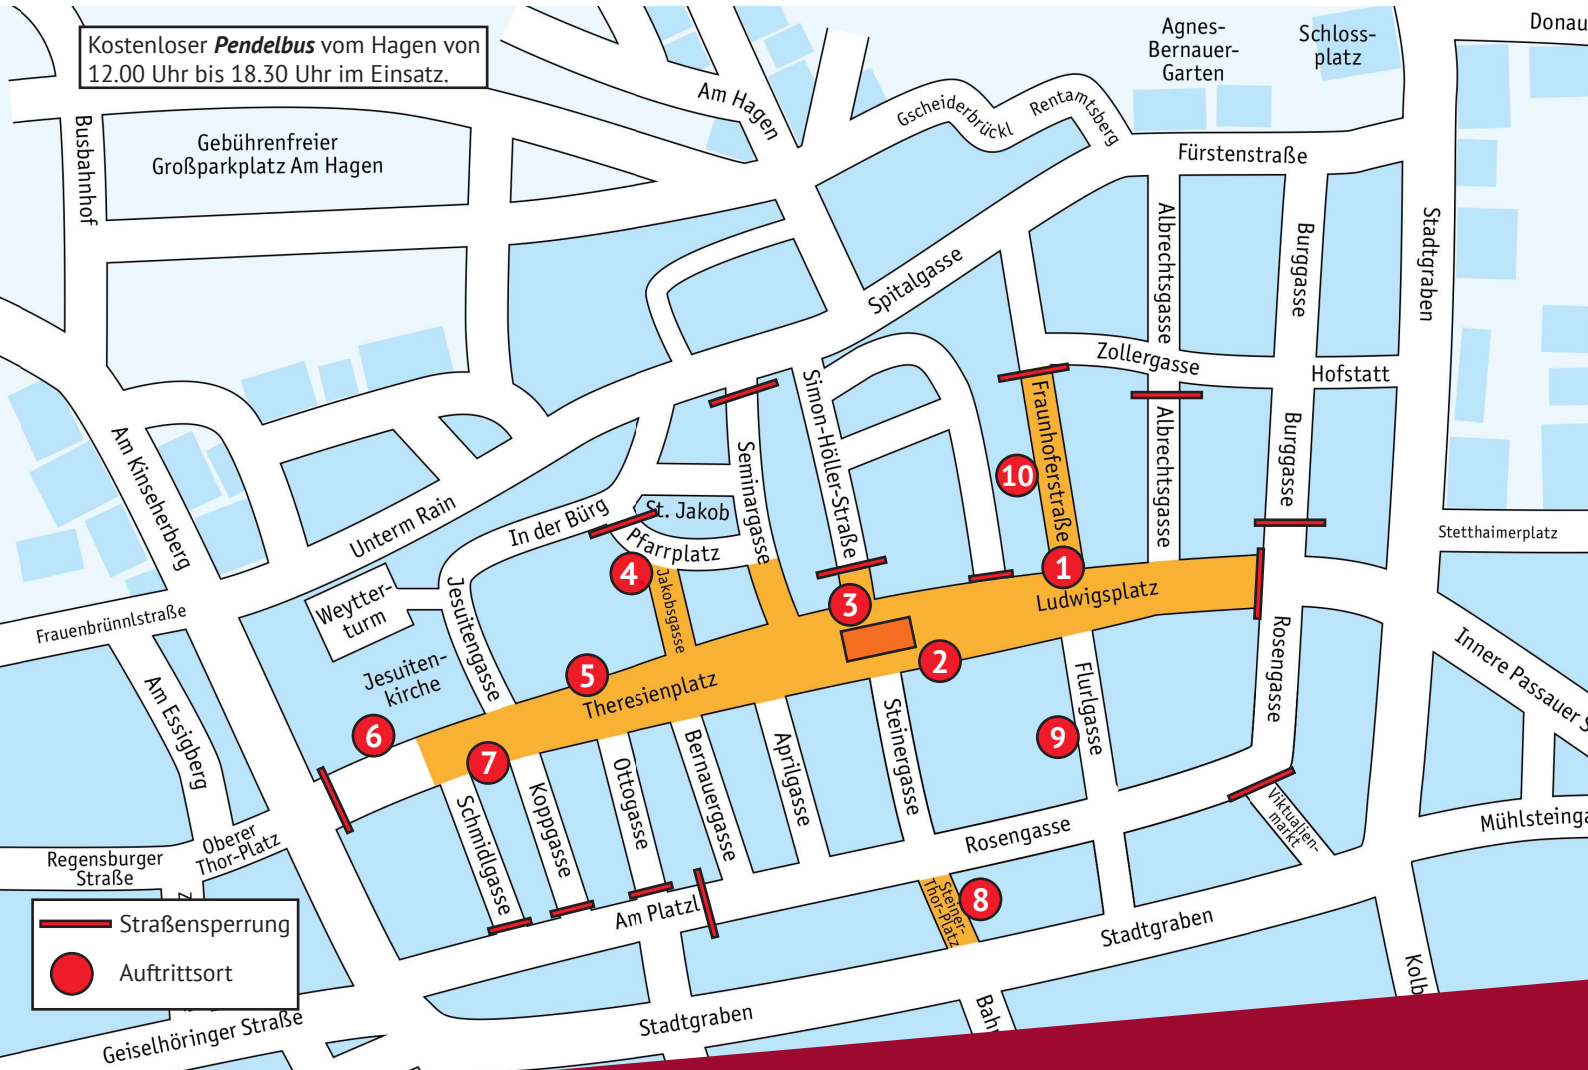 Kostenloser Pendelbus vom Hagen von
12.00 Uhr bis 18.30 Uhr im Einsatz.
Agnes-
Bernauer-
Garten
Schloss-
platz
Donau
Am Hagen
Gscheiderbrückl
Rentamtsberg
Busbahnhof
Gebührenfreier
Großparkplatz Am Hagen
Fürstenstraße
Albrechtsgasse
Burggasse
Stadtgraben
Spitalgasse
Zollergasse
Hofstatt
Simon-Höller-Straße
Fraunhoferstraße
Albrechtsgasse
Burggasse
Am Kinseherberg
Seminargasse
10
Unterm Rain
In der Bürg
St. Jakob
Pfarrplatz
Stetthaimerplatz
4
Jakobsgasse
1
Ludwigsplatz
3
Weytter-
turm
Jesuitengasse
Frauenbrünnlstraße
Jesuiten-
kirche
5
Theresienplatz
2
Rosengasse
Innere Passauer S
Am Essigberg
6
7
Flurlgasse
9
Steinergasse
Bernauergasse
Aprilgasse
Ottogasse
Koppgasse
Schmidlgasse
Viktualien-
markt
Mühlsteinga
Rosengasse
Oberer
Thor-Platz
Regensburger
Straße
8
Steiner-
Thor-Platz
Am Platzl
Stadtgraben
Straßensperrung
Auftrittsort
Kolb
Bahn
Stadtgraben
Geiselhöringer Straße